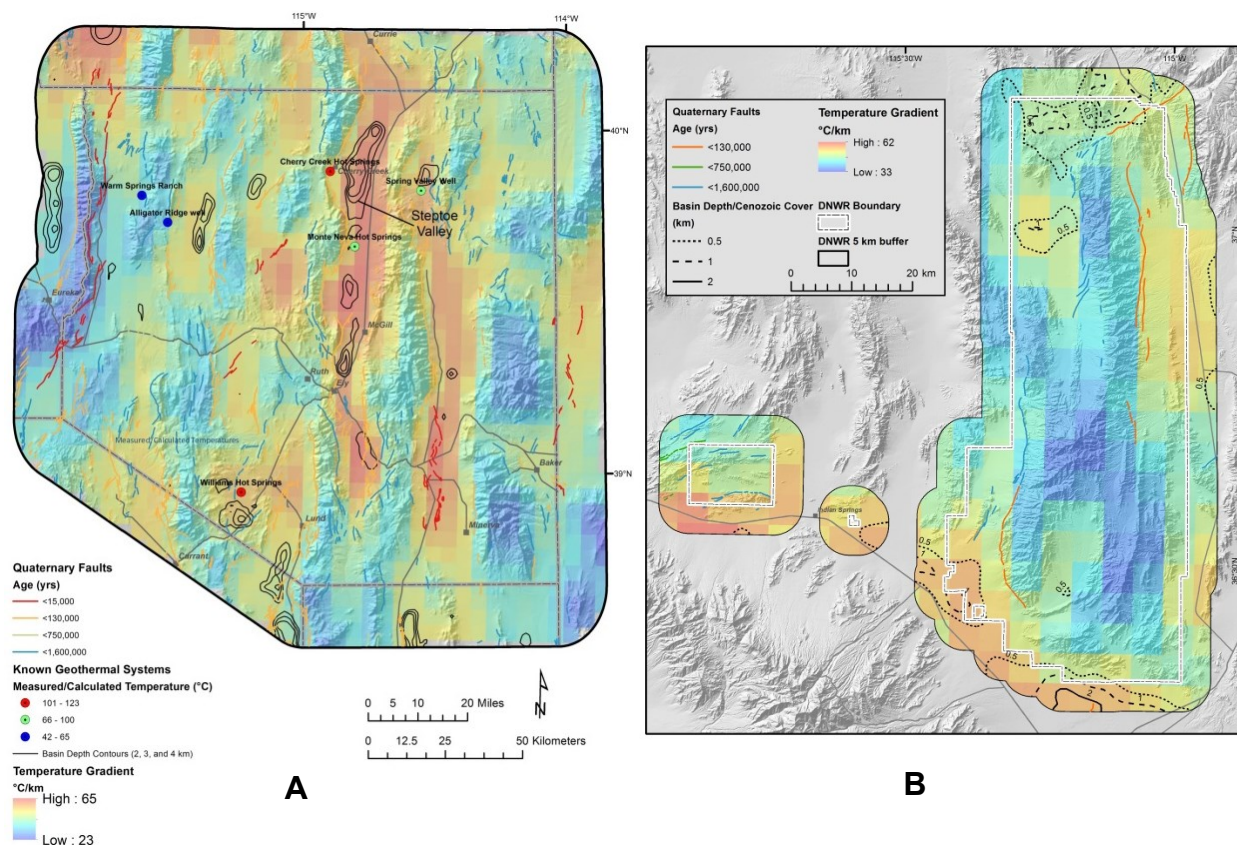 115°W
114°W
Currie
40°N
Cherry Creek Hot Springs
Cherry Creek
Spring Valley Well
Warm Springs Ranch
Alligator Ridge well
Steptoe
Valley
Monte Neva Hot Springs
Eureka
McGill
Ruth
Ely
Baker
Measured/Calculated Temperatures
39°N
Williams Hot Springs
Lund
Minerva
Currant
Quaternary Faults
Age (yrs)
<15,000
<130,000
<750,000
<1,600,000
Known Geothermal Systems
Measured/Calculated Temperature (°C)
101 - 123
66 - 100
42 - 65
Basin Depth Contours (2, 3, and 4 km)
Temperature Gradient
°C/km
High : 65
Low : 23
N
0 5 10 20 Miles
0 12.5 25 50 Kilometers
A
115°30'W
115°W
Quaternary Faults
Age (yrs)
<130,000
<750,000
<1,600,000
Basin Depth/Cenozoic Cover
(km)
0.5
1
2
Temperature Gradient
°C/km
High : 62
Low : 33
DNWR Boundary
DNWR 5 km buffer
0 10 20 km
0.5
0.5
37°N
0.5
Indian Springs
0.5
0.5
0.5
1
2
36°30'N
B